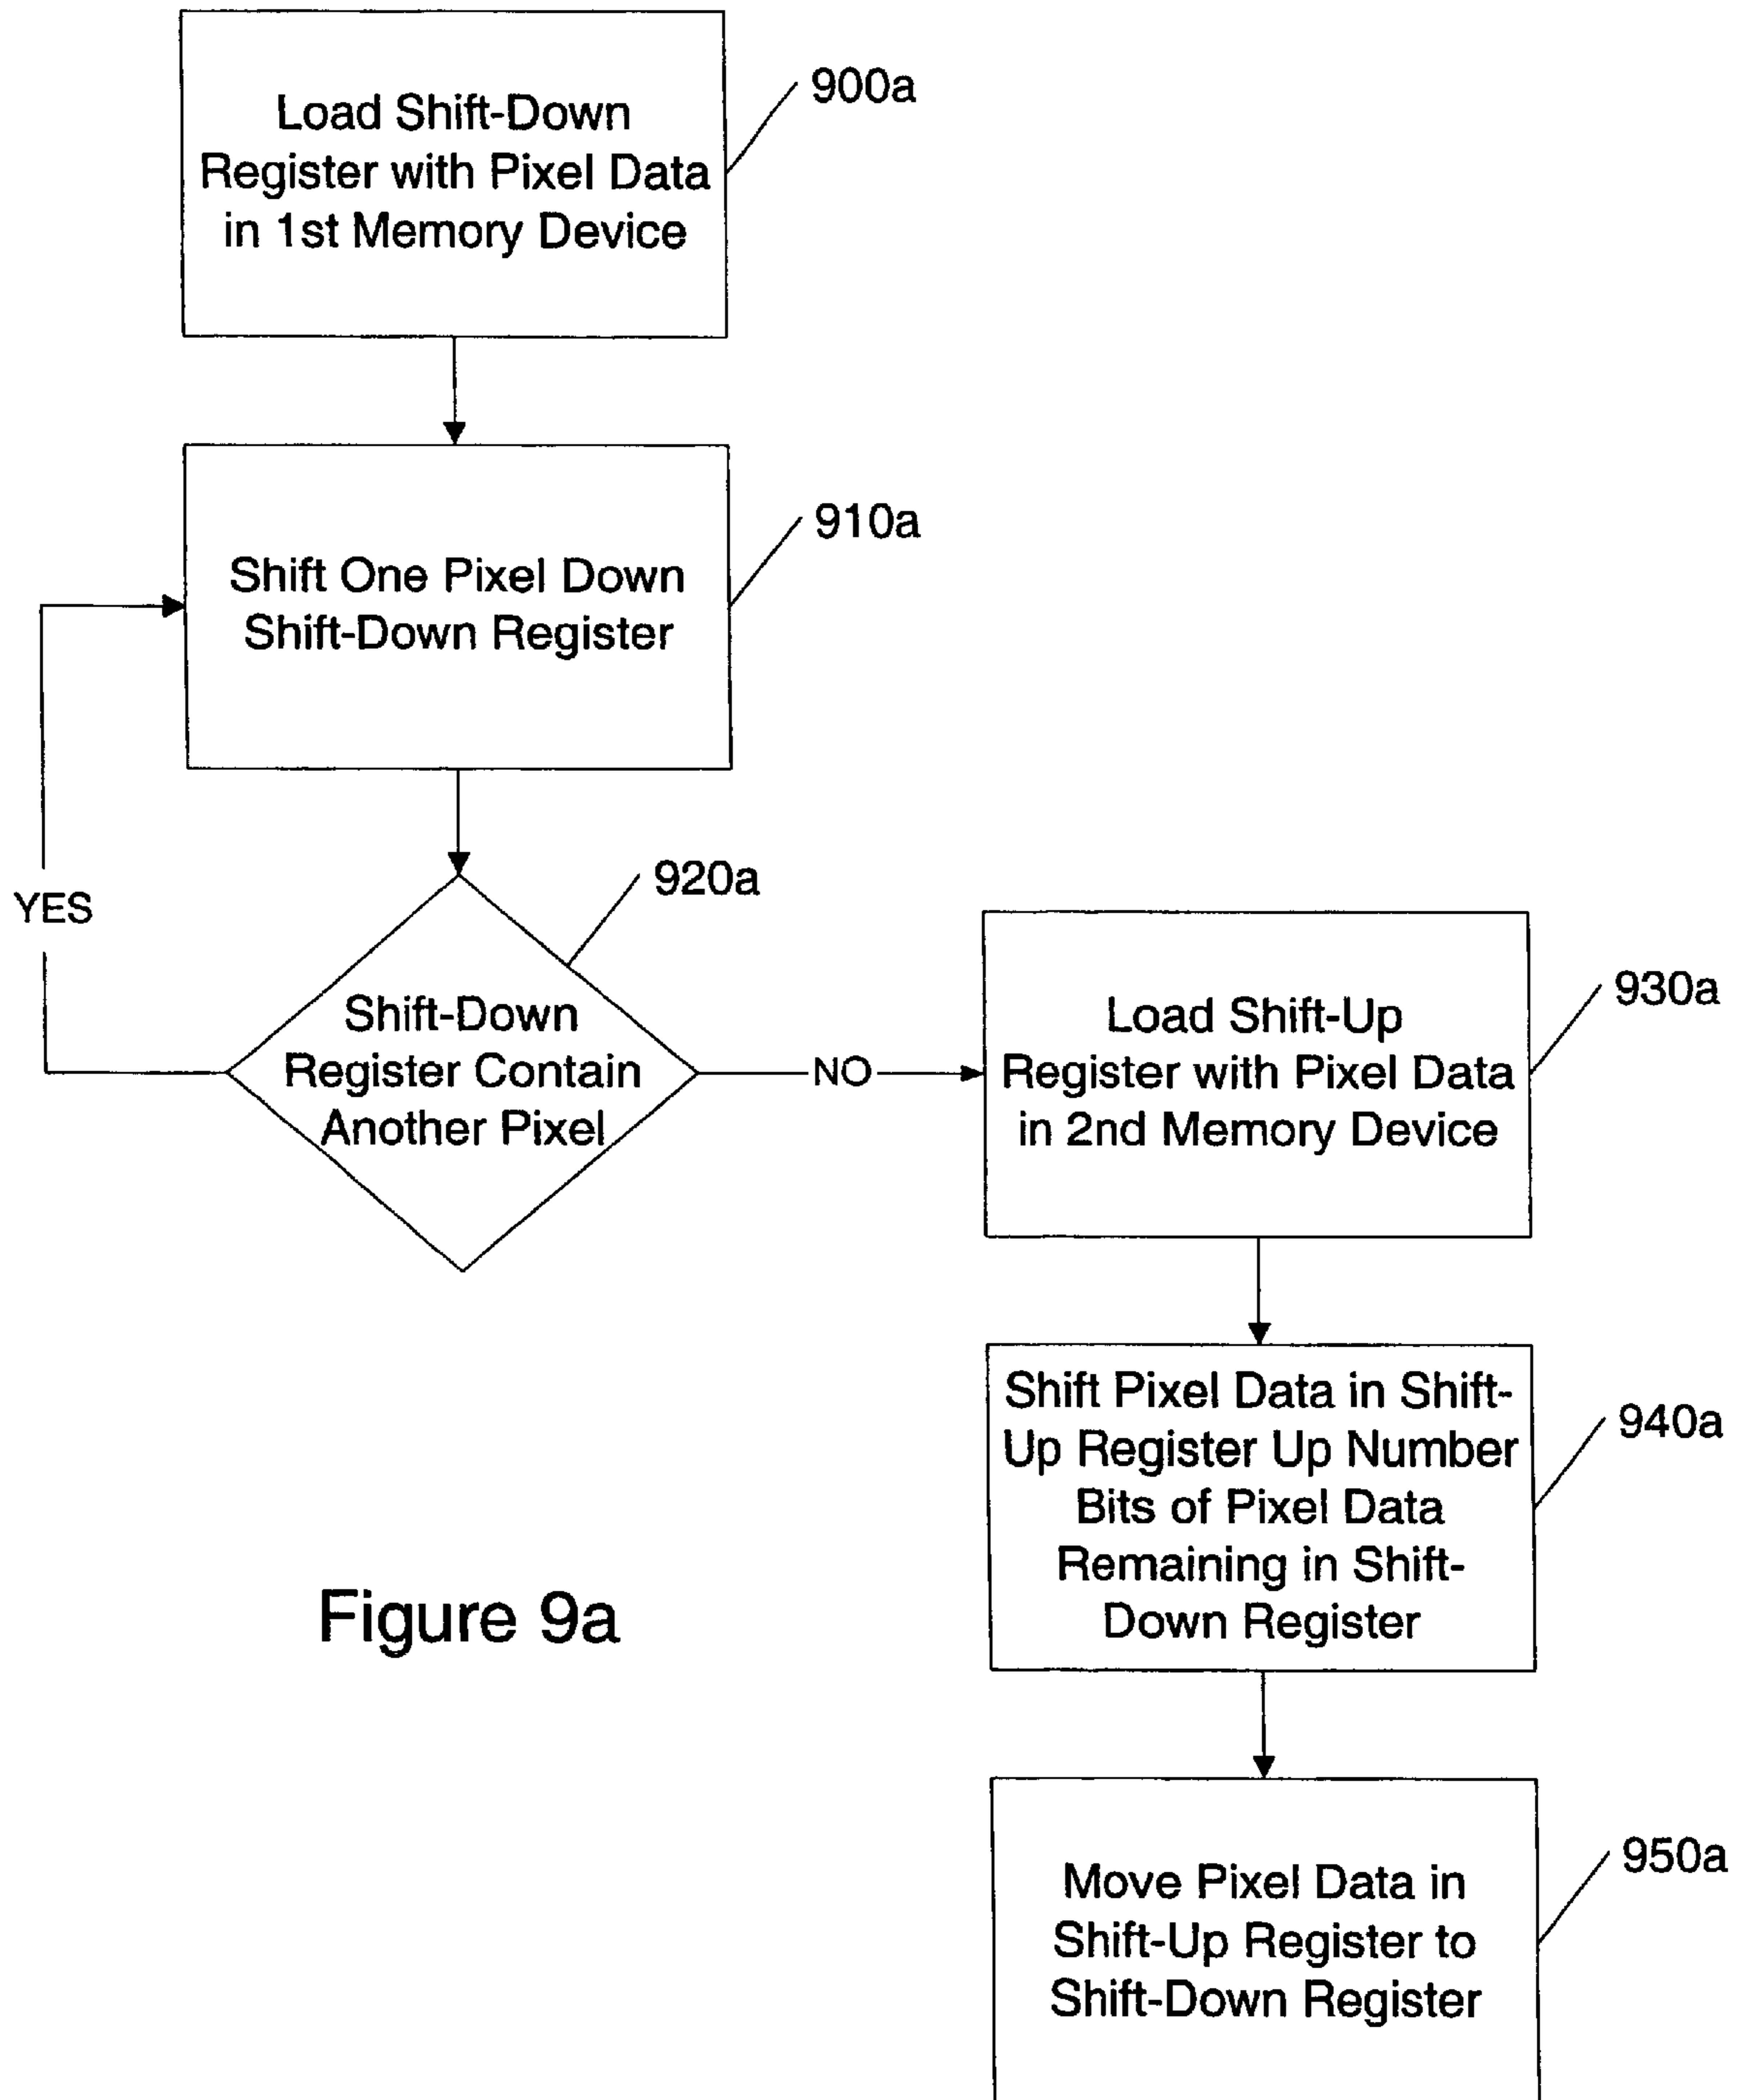 Load Shift-Down
Register with Pixel Data
in 1st Memory Device
900a
Shift One Pixel Down
Shift-Down Register
910a
YES
920a
Shift-Down
Register Contain
Another Pixel
NO
Load Shift-Up
Register with Pixel Data
in 2nd Memory Device
930a
Shift Pixel Data in Shift-
Up Register Up Number
Bits of Pixel Data
Remaining in Shift-
Down Register
940a
Move Pixel Data in
Shift-Up Register to
Shift-Down Register
950a
Figure 9a